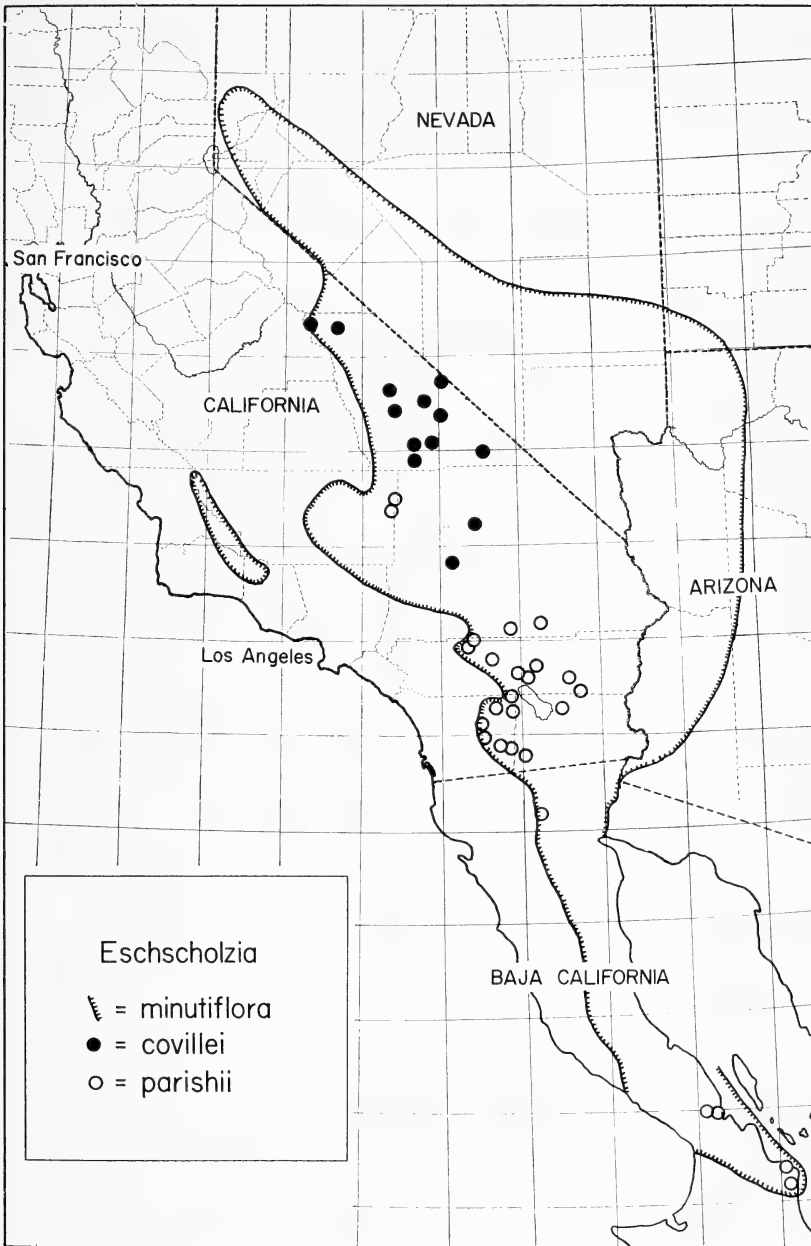 NEVADA
San Francisco
CALIFORNIA
ARIZONA
Los Angeles
Eschscholzia
= minutiflora
= covillei
= parishii
BAJA CALIFORNIA